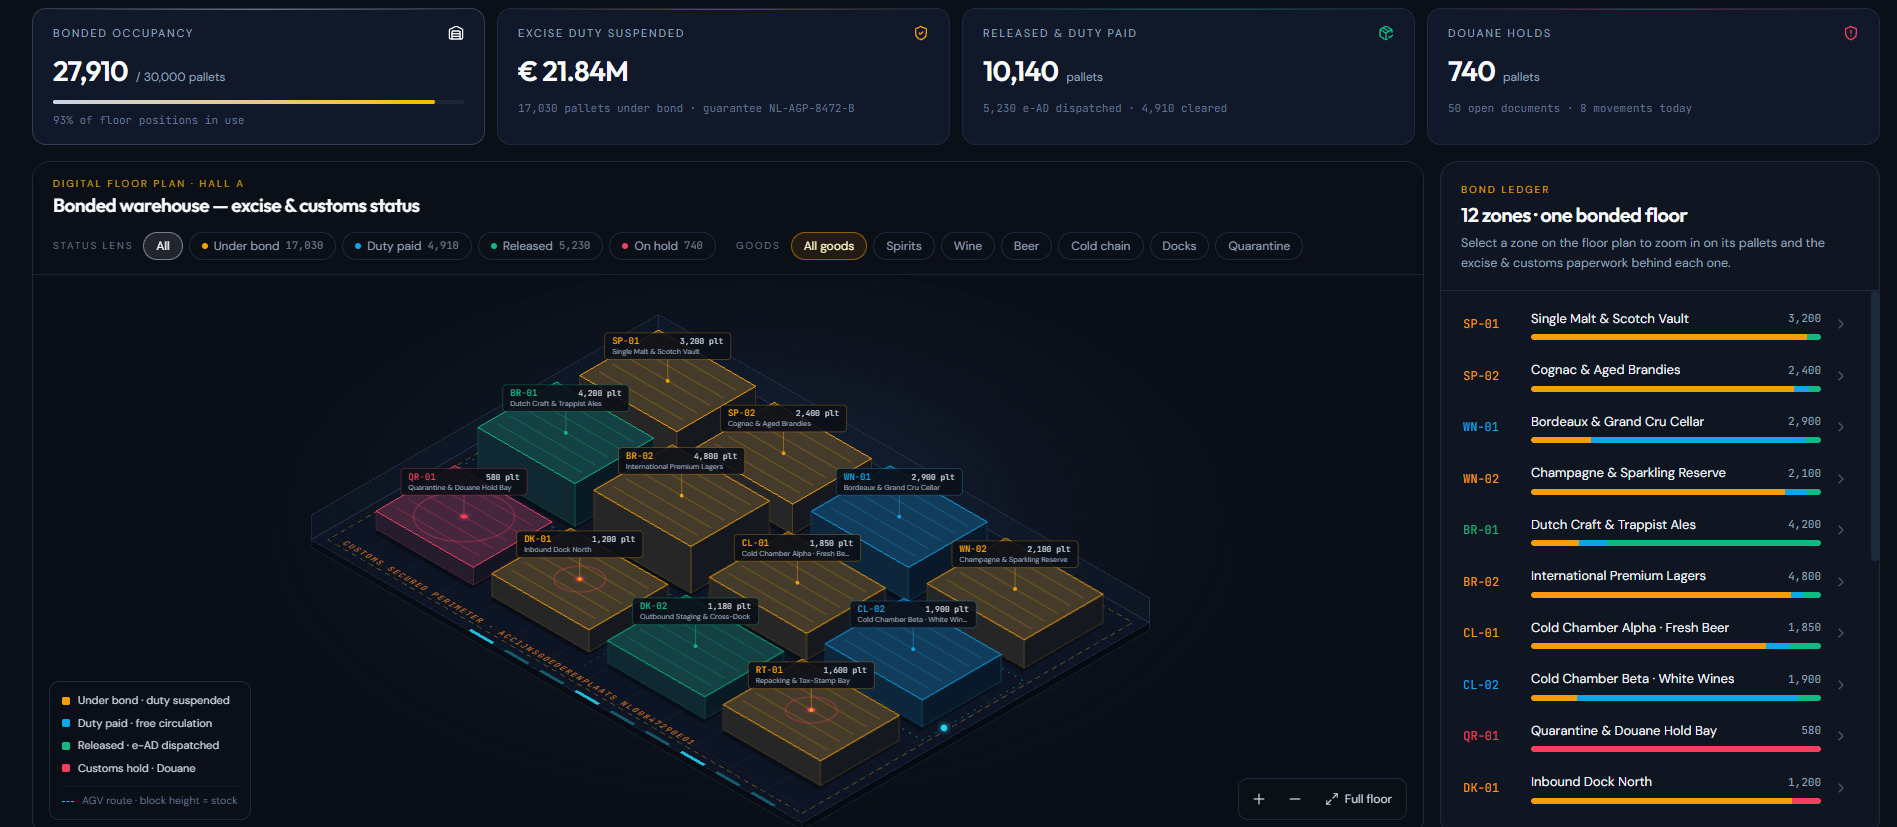 BONDED OCCUPANCY
27,910 / 30,000 pallets
93% of floor positions in use
EXCISE DUTY SUSPENDED
€ 21.84M
17,030 pallets under bond · guarantee NL-AGP-8472-B
RELEASED & DUTY PAID
10,140 pallets
5,230 e-AD dispatched · 4,910 cleared
DOUANE HOLDS
740 pallets
50 open documents · 8 movements today
DIGITAL FLOOR PLAN · HALL A
Bonded warehouse — excise & customs status
STATUS LENS All Under bond 17,030 Duty paid 4,910 Released 5,230 On hold 740 GOODS All goods Spirits Wine Beer Cold chain Docks Quarantine
SP-01 3,200 plt
Single Malt & Scotch Vault
BR-01 4,200 plt
Dutch Craft & Trappist Ales
SP-02 2,400 plt
Cognac & Aged Brandies
BR-02 4,800 plt
International Premium Lagers
QR-01 580 plt
Quarantine & Douane Hold Bay
WN-01 2,900 plt
Bordeaux & Grand Cru Cellar
DK-01 1,200 plt
Inbound Dock North
CL-01 1,850 plt
Cold Chamber Alpha · Fresh Be…
WN-02 2,100 plt
Champagne & Sparkling Reserve
DK-02 1,180 plt
Outbound Staging & Cross-Dock
CL-02 1,900 plt
Cold Chamber Beta · White Win…
RT-01 1,600 plt
Repacking & Tax-Stamp Bay
CUSTOMS SECURED PERIMETER · ACCIJNSGOEDERENPLAATS
Under bond · duty suspended
Duty paid · free circulation
Released · e-AD dispatched
Customs hold · Douane
AGV route · block height = stock
+ − Full floor
BOND LEDGER
12 zones · one bonded floor
Select a zone on the floor plan to zoom in on its pallets and the
excise & customs paperwork behind each one.
SP-01 Single Malt & Scotch Vault 3,200
SP-02 Cognac & Aged Brandies 2,400
WN-01 Bordeaux & Grand Cru Cellar 2,900
WN-02 Champagne & Sparkling Reserve 2,100
BR-01 Dutch Craft & Trappist Ales 4,200
BR-02 International Premium Lagers 4,800
CL-01 Cold Chamber Alpha · Fresh Beer 1,850
CL-02 Cold Chamber Beta · White Wines 1,900
QR-01 Quarantine & Douane Hold Bay 580
DK-01 Inbound Dock North 1,200